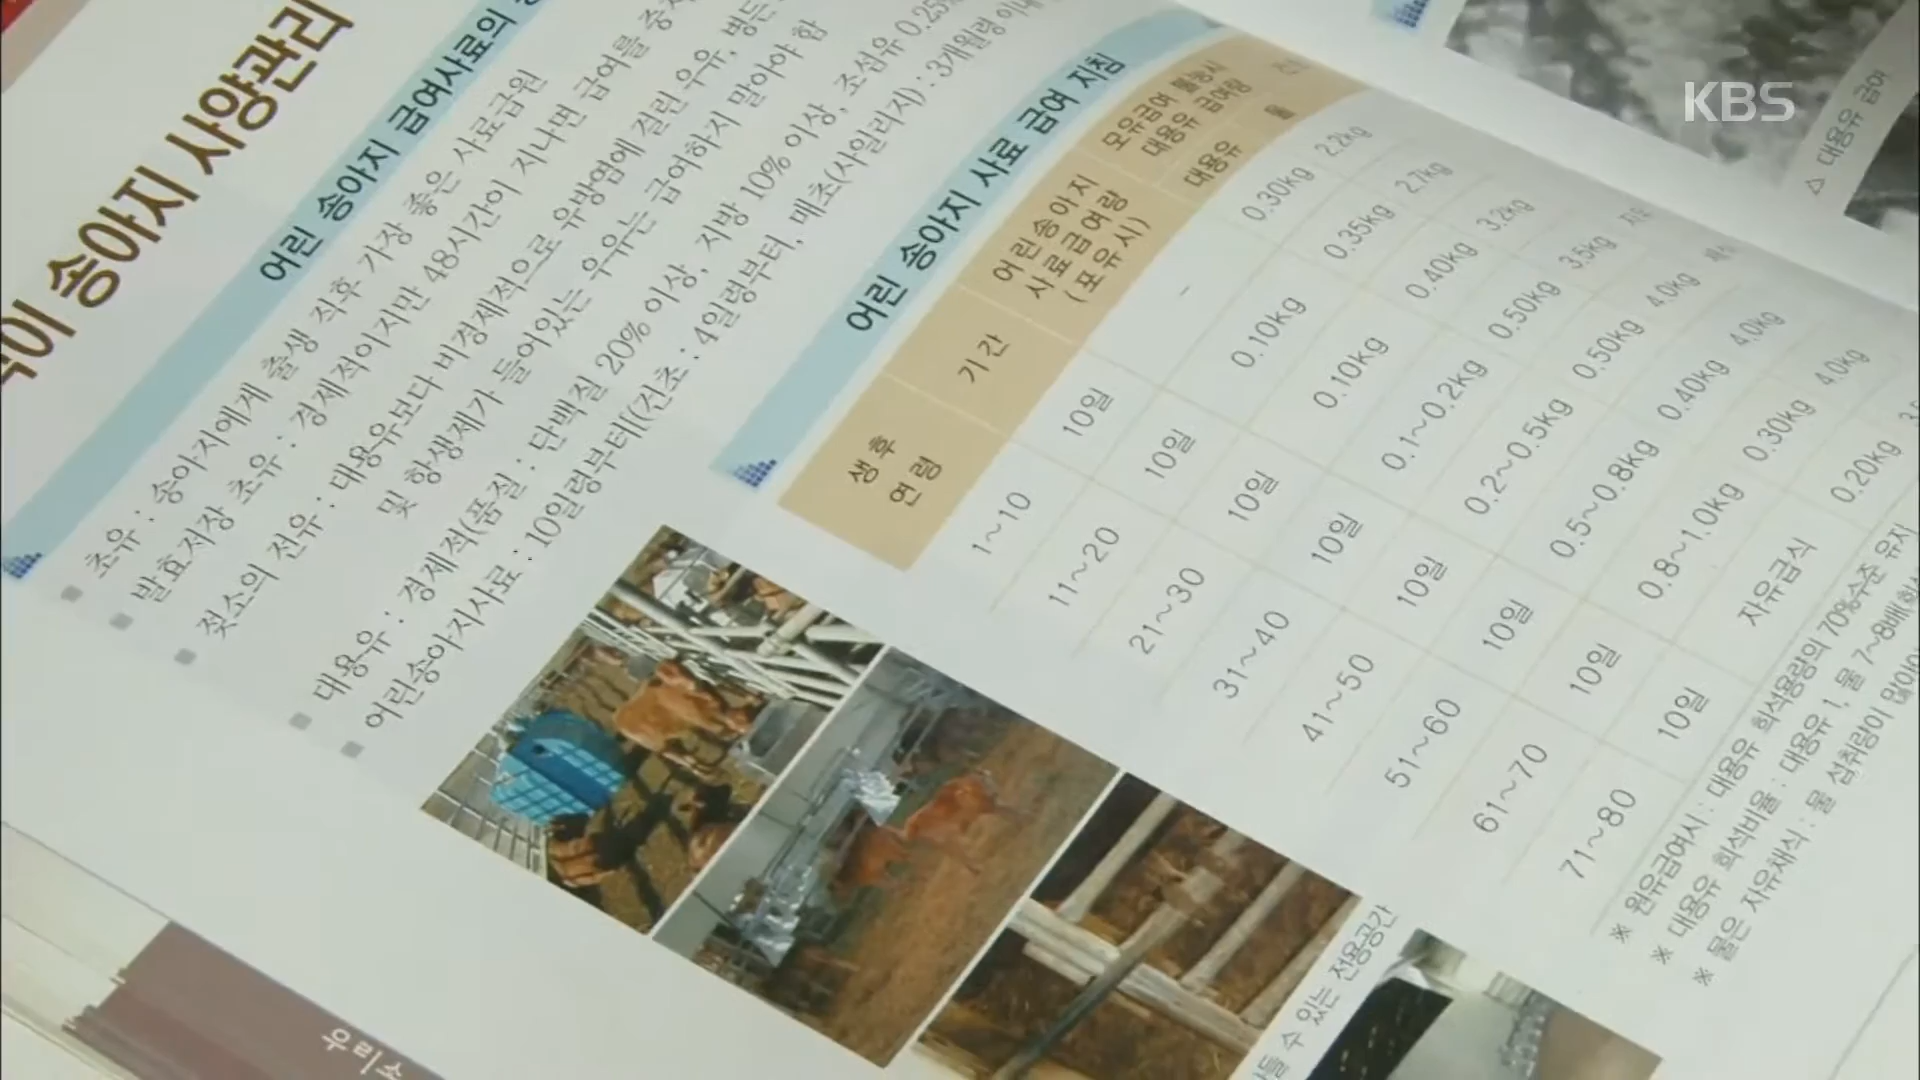 송아지 사양관리
어린 송아지 급여사료의
초유 : 송아지에게 출생 직후 가장 좋은 사료급원
발효저장 초유 : 경제적이지만 48시간이 지나면 급여를
젖소의 전유 : 대용유보다 비경제적으로 유방염에 걸린 우유, 병든
및 항생제가 들어있는 우유는 급여하지 말아야 함
대용유 : 경제적(품질 : 단백질 20% 이상, 지방 10% 이상, 조섬유 0.25%
어린송아지사료 : 10일령부터((건초 : 4일령부터, 매초(사일리지) : 3개월령 이내
어린 송아지 사료 급여 지침
생후 연령 기간 어린송아지 사료급여량 (포유시) 모유급여 불능시 대용유 급여량
대용유 물
1~10 10일 - 0.30kg 2.2kg
11~20 10일 0.10kg 0.35kg 2.7kg
21~30 10일 0.10kg 0.40kg 3.2kg
31~40 10일 0.1~0.2kg 0.50kg 3.5kg
41~50 10일 0.2~0.5kg 0.50kg 4.0kg
51~60 10일 0.5~0.8kg 0.40kg 4.0kg
61~70 10일 0.8~1.0kg 0.30kg 4.0kg
71~80 10일 자유급식 0.20kg
※ 원유급여시 : 대용유 희석용량의 70%수준 유지
※ 대용유 희석비율 : 대용유 1, 물 7~8배
※ 물은 자유채식 : 물 섭취량이
수 있는 전용공간
△ 대용유 급여
우리소
KBS